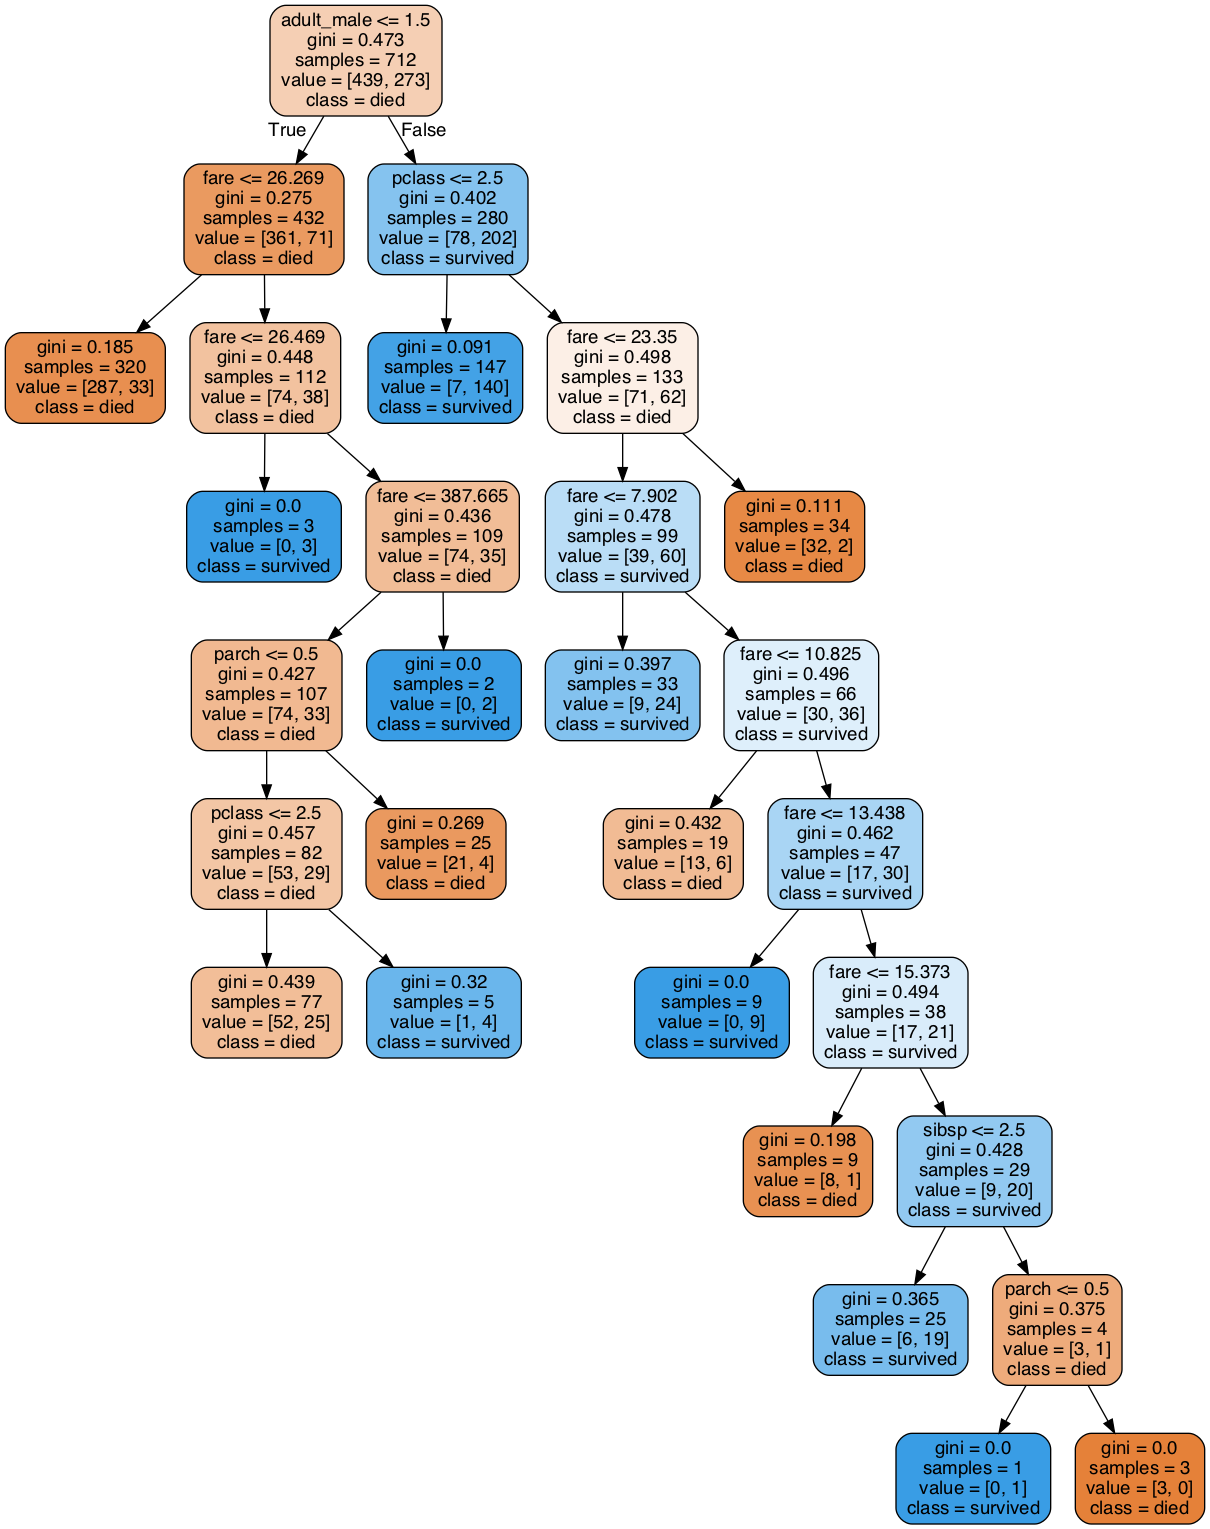 adult_male <= 1.5
gini = 0.473
samples = 712
value = [439, 273]
class = died
True
False
fare <= 26.269
gini = 0.275
samples = 432
value = [361, 71]
class = died
pclass <= 2.5
gini = 0.402
samples = 280
value = [78, 202]
class = survived
gini = 0.185
samples = 320
value = [287, 33]
class = died
fare <= 26.469
gini = 0.448
samples = 112
value = [74, 38]
class = died
gini = 0.091
samples = 147
value = [7, 140]
class = survived
fare <= 23.35
gini = 0.498
samples = 133
value = [71, 62]
class = died
gini = 0.0
samples = 3
value = [0, 3]
class = survived
fare <= 387.665
gini = 0.436
samples = 109
value = [74, 35]
class = died
fare <= 7.902
gini = 0.478
samples = 99
value = [39, 60]
class = survived
gini = 0.111
samples = 34
value = [32, 2]
class = died
parch <= 0.5
gini = 0.427
samples = 107
value = [74, 33]
class = died
gini = 0.0
samples = 2
value = [0, 2]
class = survived
gini = 0.397
samples = 33
value = [9, 24]
class = survived
fare <= 10.825
gini = 0.496
samples = 66
value = [30, 36]
class = survived
pclass <= 2.5
gini = 0.457
samples = 82
value = [53, 29]
class = died
gini = 0.269
samples = 25
value = [21, 4]
class = died
gini = 0.432
samples = 19
value = [13, 6]
class = died
fare <= 13.438
gini = 0.462
samples = 47
value = [17, 30]
class = survived
gini = 0.439
samples = 77
value = [52, 25]
class = died
gini = 0.32
samples = 5
value = [1, 4]
class = survived
gini = 0.0
samples = 9
value = [0, 9]
class = survived
fare <= 15.373
gini = 0.494
samples = 38
value = [17, 21]
class = survived
gini = 0.198
samples = 9
value = [8, 1]
class = died
sibsp <= 2.5
gini = 0.428
samples = 29
value = [9, 20]
class = survived
gini = 0.365
samples = 25
value = [6, 19]
class = survived
parch <= 0.5
gini = 0.375
samples = 4
value = [3, 1]
class = died
gini = 0.0
samples = 1
value = [0, 1]
class = survived
gini = 0.0
samples = 3
value = [3, 0]
class = died